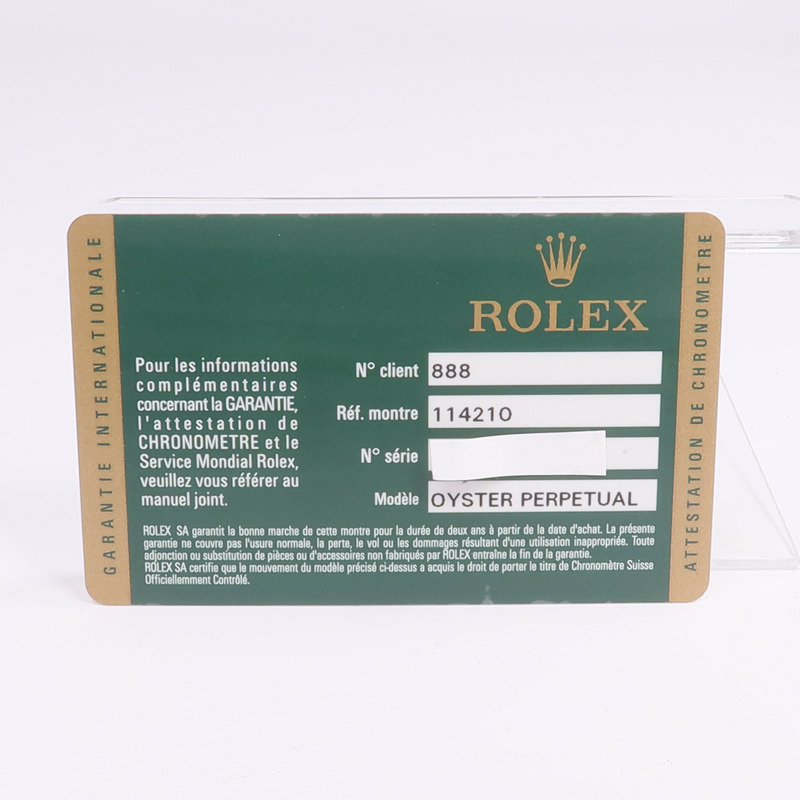 GARANTIE INTERNATIONALE
ROLEX
Pour les informations
complémentaires
concernant la GARANTIE,
l'attestation de
CHRONOMETRE et le
Service Mondial Rolex,
veuillez vous référer au
manuel joint.
N° client 888
Réf. montre 114210
N° série
Modèle OYSTER PERPETUAL
ROLEX SA garantit la bonne marche de cette montre pour la durée de deux ans à partir de la date d'achat. La présente
garantie ne couvre pas l'usure normale, la perte, le vol ou les dommages résultant d'une utilisation inappropriée. Toute
adjonction ou substitution de pièces ou d'accessoires non fabriqués par ROLEX entraîne la fin de la garantie.
ROLEX SA certifie que le mouvement du modèle précisé ci-dessus a acquis le droit de porter le titre de Chronomètre Suisse
Officiellemment Contrôlé.
ATTESTATION DE CHRONOMETRE